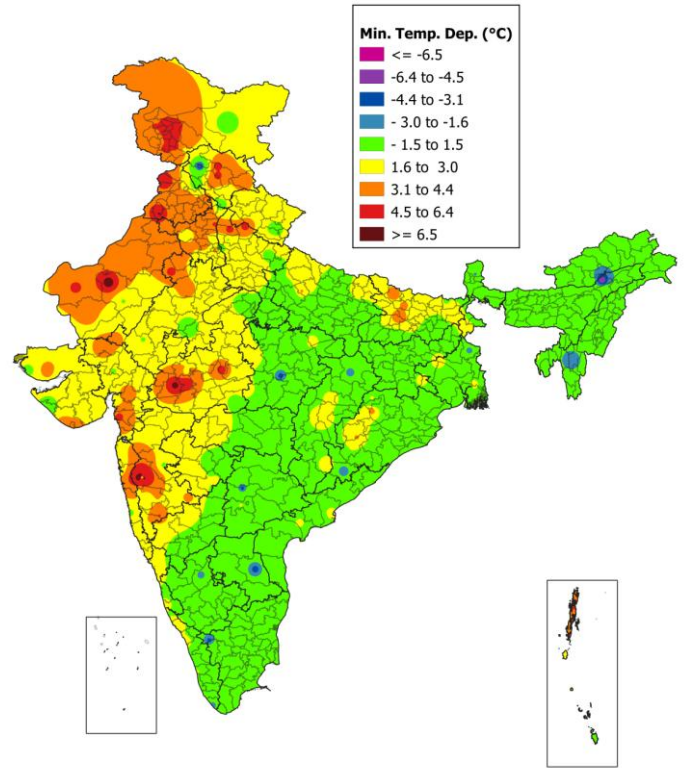 Min. Temp. Dep. (°C)
<= -6.5
-6.4 to -4.5
-4.4 to -3.1
- 3.0 to -1.6
- 1.5 to 1.5
1.6 to 3.0
3.1 to 4.4
4.5 to 6.4
>= 6.5